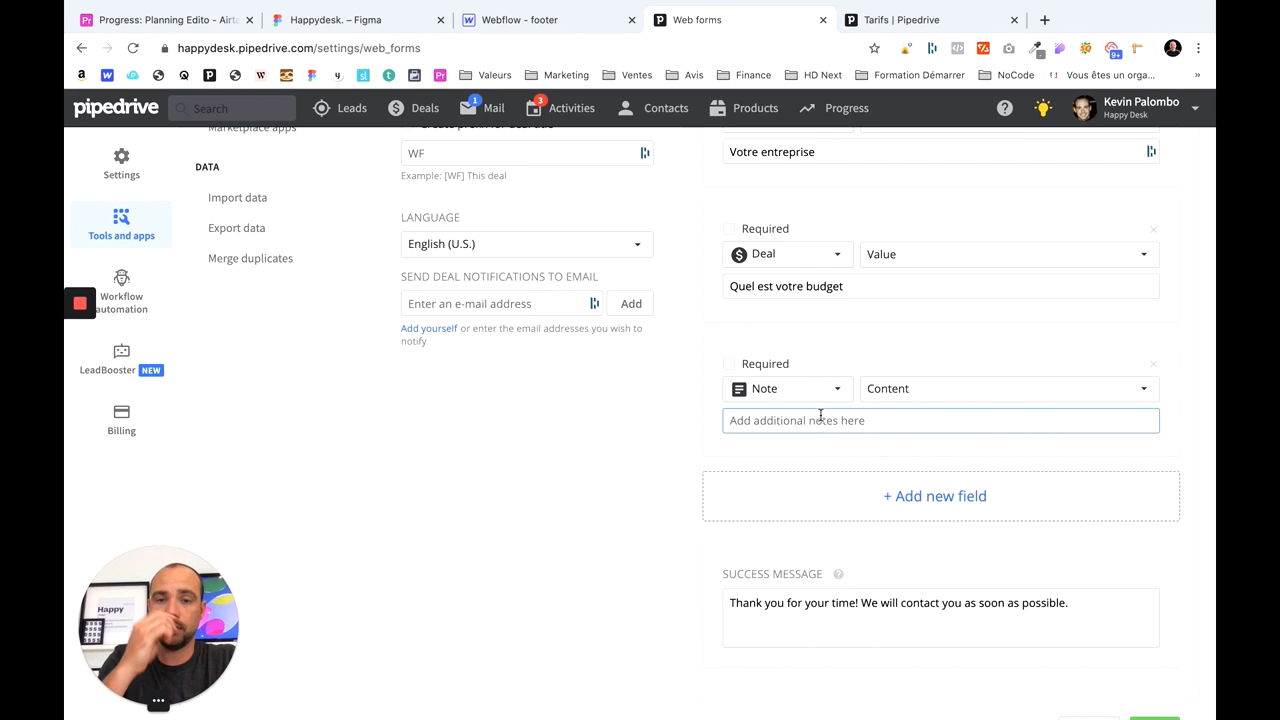 Progress: Planning Edito - Airta
Happydesk. – Figma
Webflow - footer
Web forms
Tarifs | Pipedrive
happydesk.pipedrive.com/settings/web_forms
9+
Valeurs
Marketing
Ventes
Avis
Finance
HD Next
Formation Démarrer
NoCode
Vous êtes un orga...
»
pipedrive
Search
Leads
Deals
1
Mail
3
Activities
Contacts
Products
Progress
Kevin Palombo
Happy Desk
Settings
Tools and apps
Workflow
automation
LeadBooster NEW
Billing
Marketplace apps
DATA
Import data
Export data
Merge duplicates
WF
Example: [WF] This deal
LANGUAGE
English (U.S.)
SEND DEAL NOTIFICATIONS TO EMAIL
Enter an e-mail address
Add
Add yourself or enter the email addresses you wish to
notify
Votre entreprise
Required
Deal
Value
Quel est votre budget
Required
Note
Content
Add additional notes here
+ Add new field
SUCCESS MESSAGE
Thank you for your time! We will contact you as soon as possible.
Happy